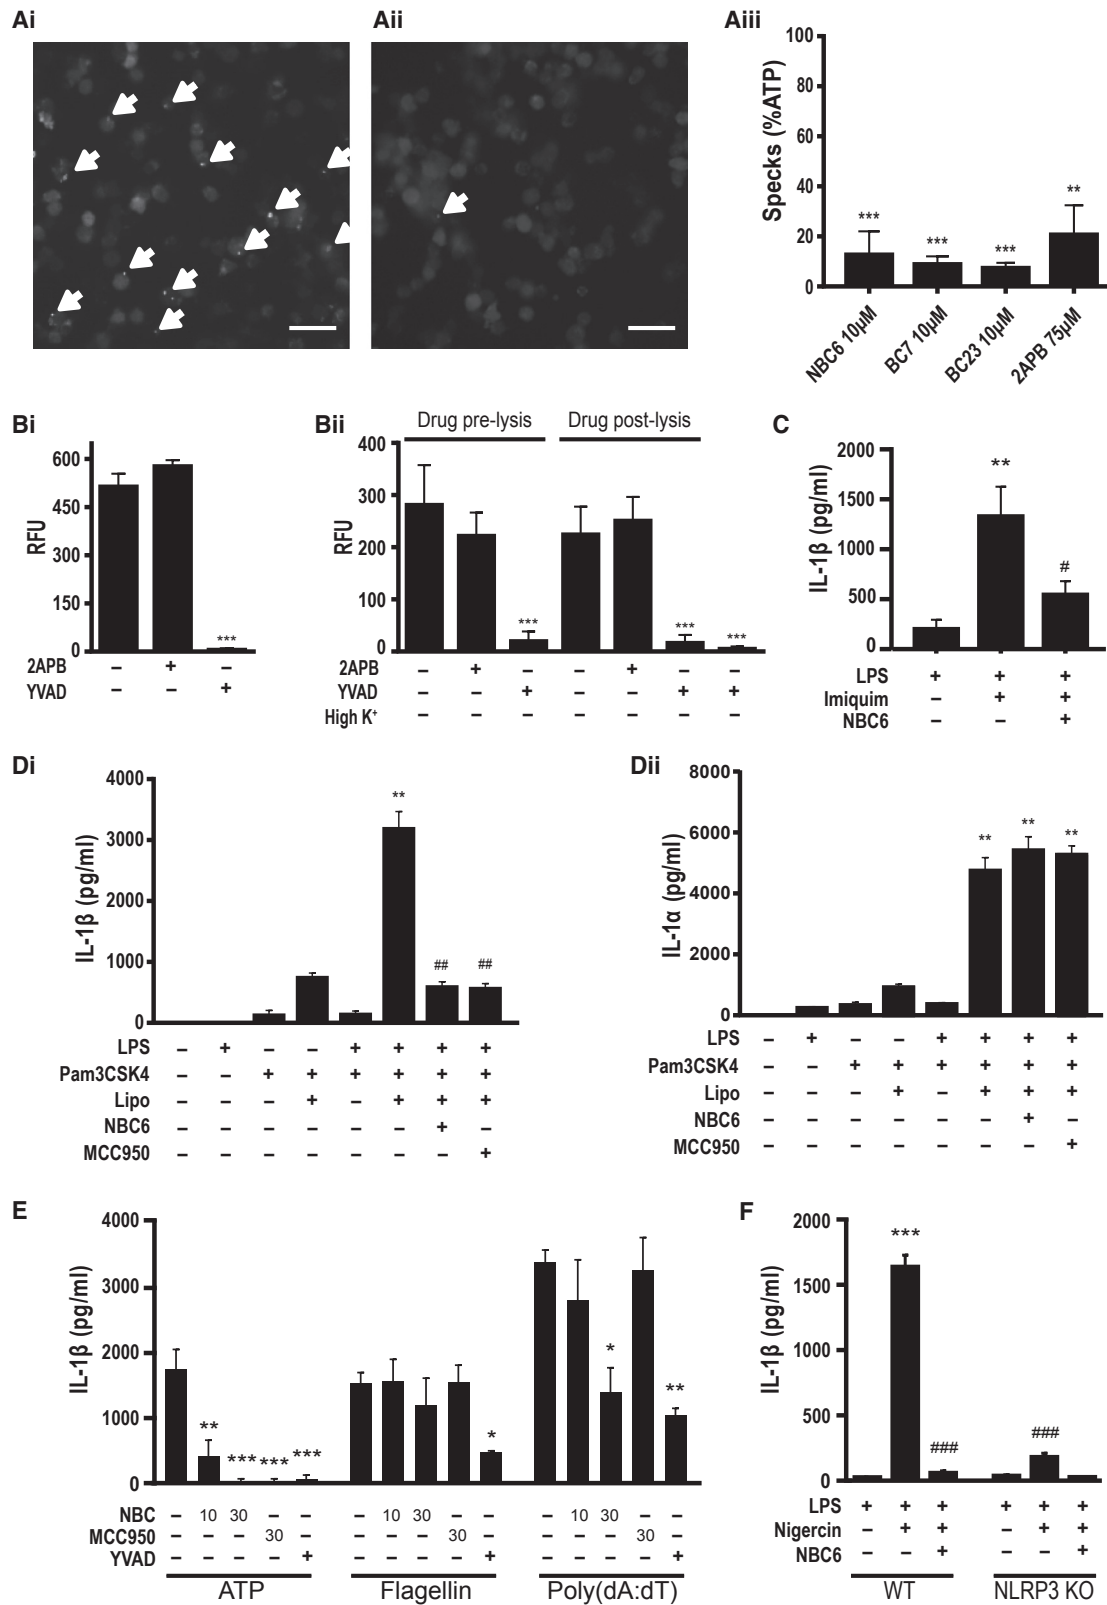 Ai
Aii
Aiii
Specks (%ATP)
100
80
60
40
20
0
***
***
***
**
NBC6 10µM
BC7 10µM
BC23 10µM
2APB 75µM
Bi
RFU
600
450
300
150
0
***
2APB – + –
YVAD – – +
Bii
Drug pre-lysis
Drug post-lysis
RFU
400
300
200
100
0
***
***
***
2APB – + – – + – –
YVAD – – + – – + +
High K+ – – – – – – –
C
IL-1β (pg/ml)
2000
1500
1000
500
0
**
#
LPS + + +
Imiquim – + +
NBC6 – – +
Di
IL-1β (pg/ml)
4000
3000
2000
1000
0
**
##
##
LPS – + – – + + + +
Pam3CSK4 – – + + + + + +
Lipo – – – + – + + +
NBC6 – – – – – – + –
MCC950 – – – – – – – +
Dii
IL-1α (pg/ml)
8000
6000
4000
2000
0
**
**
**
LPS – + – – + + + +
Pam3CSK4 – – + + + + + +
Lipo – – – + – + + +
NBC6 – – – – – – + –
MCC950 – – – – – – – +
E
IL-1β (pg/ml)
4000
3000
2000
1000
0
**
***
***
***
*
*
**
NBC – 10 30 – – – 10 30 – – – 10 30 – –
MCC950 – – – 30 – – – – 30 – – – – 30 –
YVAD – – – – + – – – – + – – – – +
ATP
Flagellin
Poly(dA:dT)
F
IL-1β (pg/ml)
2000
1500
1000
500
0
***
###
###
LPS + + + + + +
Nigercin – + + – + +
NBC6 – – + – – +
WT
NLRP3 KO